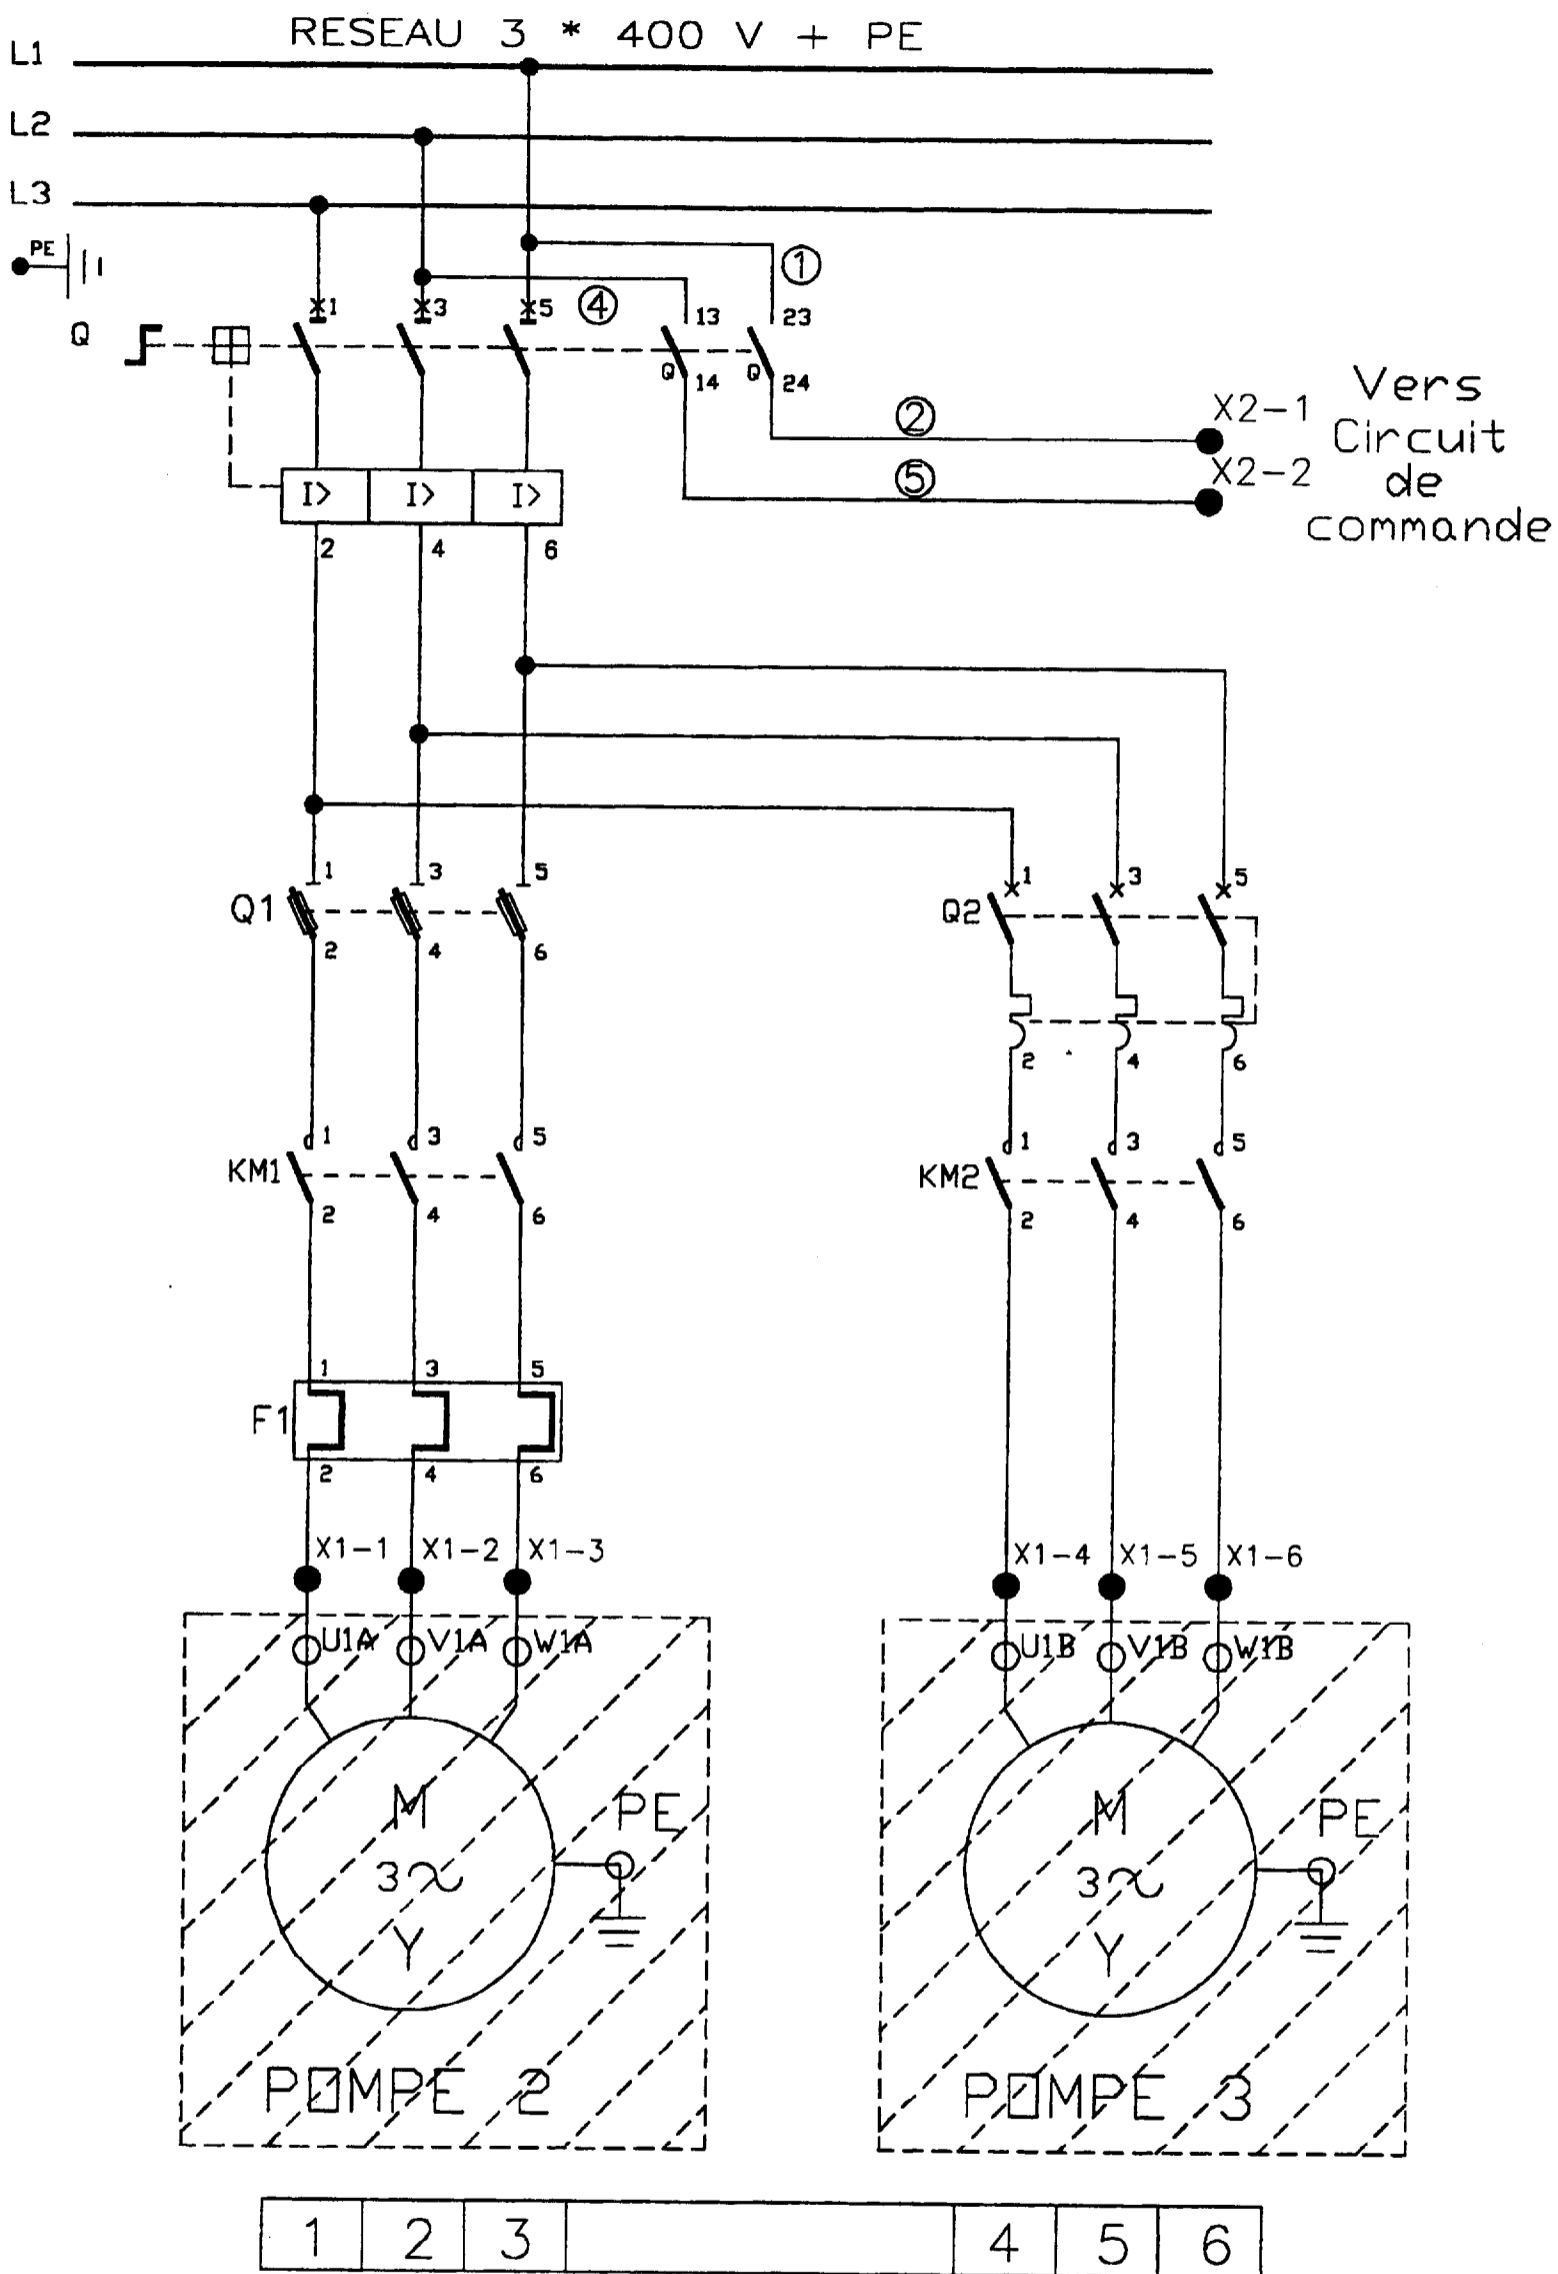 RESEAU 3 * 400 V + PE
L1
L2
L3
PE
1
4
Q
1 3 5 13 23
Q 14 Q 24
2
X2-1
5
X2-2
Vers
Circuit
de
commande
I> I> I>
2 4 6
1 3 5
Q1
2 4 6
1 3 5
Q2
2 4 6
1 3 5
KM1
2 4 6
1 3 5
KM2
2 4 6
1 3 5
F1
2 4 6
X1-1 X1-2 X1-3
X1-4 X1-5 X1-6
U1A V1A W1A
U1B V1B W1B
M
3~
Y
PE
M
3~
Y
PE
POMPE 2
POMPE 3
1 2 3 4 5 6